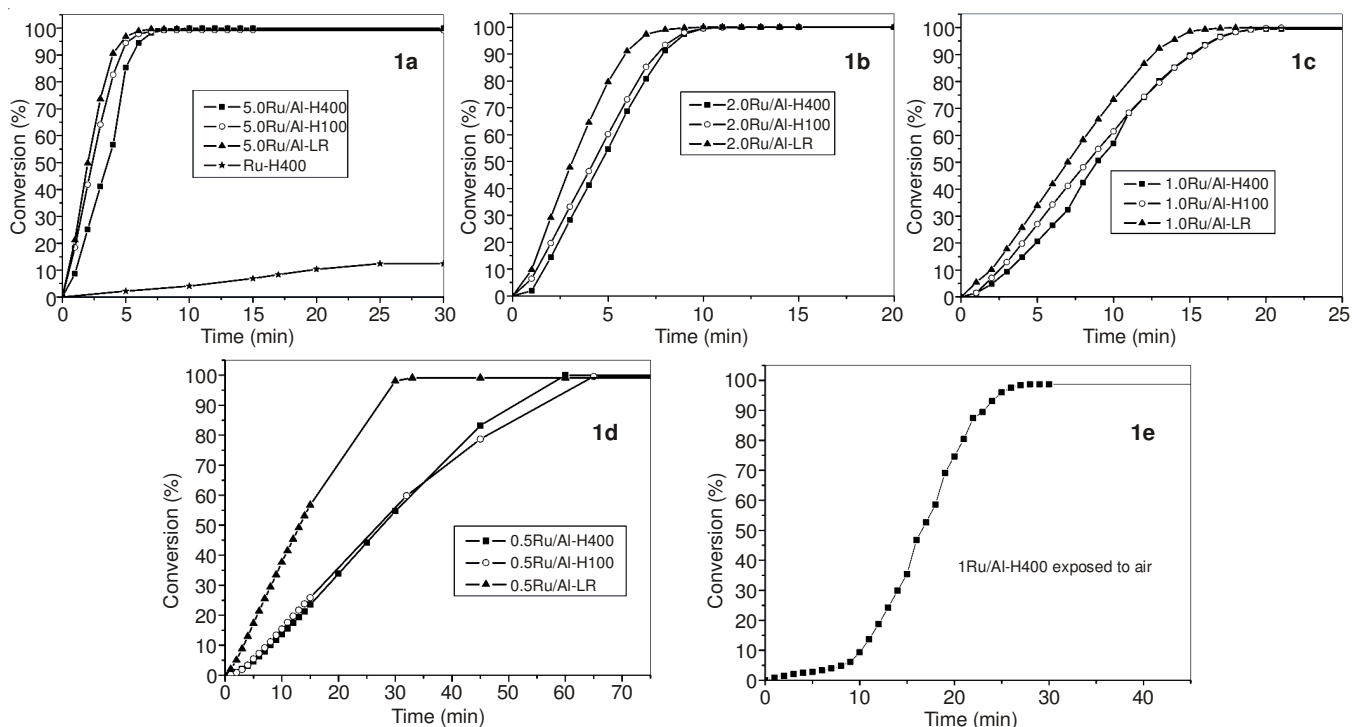 100
90
80
70
60
50
40
30
20
10
0
Conversion (%)
1a
5.0Ru/Al-H400
5.0Ru/Al-H100
5.0Ru/Al-LR
Ru-H400
0 5 10 15 20 25 30
Time (min)
100
90
80
70
60
50
40
30
20
10
0
Conversion (%)
1b
2.0Ru/Al-H400
2.0Ru/Al-H100
2.0Ru/Al-LR
0 5 10 15 20
Time (min)
100
90
80
70
60
50
40
30
20
10
0
Conversion (%)
1c
1.0Ru/Al-H400
1.0Ru/Al-H100
1.0Ru/Al-LR
0 5 10 15 20 25
Time (min)
100
90
80
70
60
50
40
30
20
10
0
Conversion (%)
1d
0.5Ru/Al-H400
0.5Ru/Al-H100
0.5Ru/Al-LR
0 10 20 30 40 50 60 70
Time (min)
100
90
80
70
60
50
40
30
20
10
0
Conversion (%)
1e
1Ru/Al-H400 exposed to air
0 10 20 30 40
Time (min)